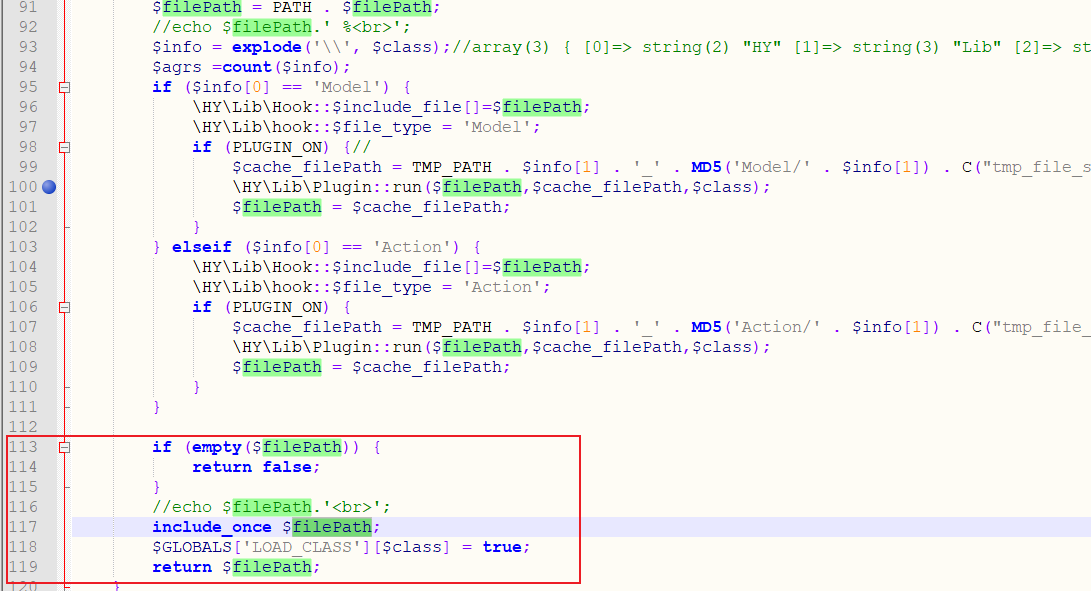 91 $filePath = PATH . $filePath;
92 //echo $filePath.' %<br>';
93 $info = explode('\\', $class);//array(3) { [0]=> string(2) "HY" [1]=> string(3) "Lib" [2]=> st
94 $agrs =count($info);
95 if ($info[0] == 'Model') {
96 \HY\Lib\Hook::$include_file[]=$filePath;
97 \HY\Lib\hook::$file_type = 'Model';
98 if (PLUGIN_ON) {//
99 $cache_filePath = TMP_PATH . $info[1] . '_' . MD5('Model/' . $info[1]) . C("tmp_file_s
100 \HY\Lib\Plugin::run($filePath,$cache_filePath,$class);
101 $filePath = $cache_filePath;
102 }
103 } elseif ($info[0] == 'Action') {
104 \HY\Lib\Hook::$include_file[]=$filePath;
105 \HY\Lib\hook::$file_type = 'Action';
106 if (PLUGIN_ON) {
107 $cache_filePath = TMP_PATH . $info[1] . '_' . MD5('Action/' . $info[1]) . C("tmp_file_
108 \HY\Lib\Plugin::run($filePath,$cache_filePath,$class);
109 $filePath = $cache_filePath;
110 }
111 }
112
113 if (empty($filePath)) {
114 return false;
115 }
116 //echo $filePath.'<br>';
117 include_once $filePath;
118 $GLOBALS['LOAD_CLASS'][$class] = true;
119 return $filePath;
120 }